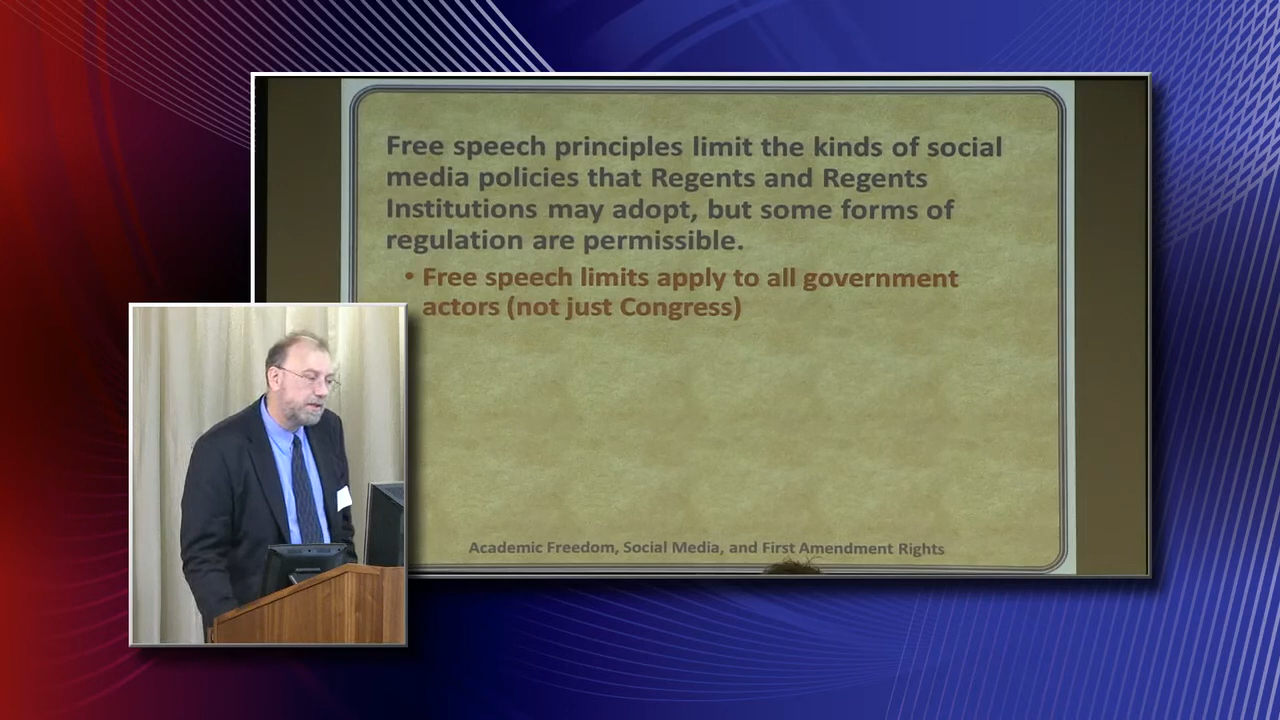 Free speech principles limit the kinds of social
media policies that Regents and Regents
Institutions may adopt, but some forms of
regulation are permissible.
• Free speech limits apply to all government
actors (not just Congress)
Academic Freedom, Social Media, and First Amendment Rights